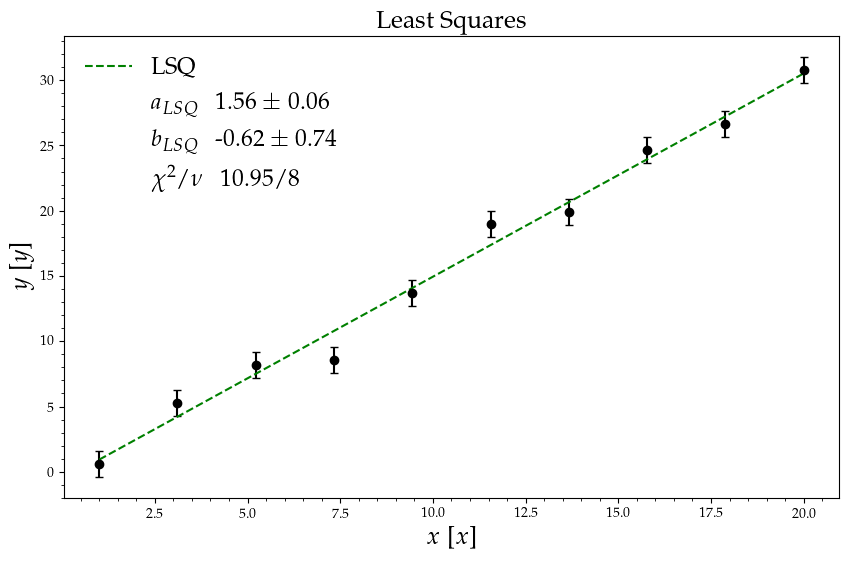 Least Squares
LSQ
a_LSQ 1.56 ± 0.06
b_LSQ -0.62 ± 0.74
χ²/ν 10.95/8
30
25
20
15
10
5
0
y [y]
2.5 5.0 7.5 10.0 12.5 15.0 17.5 20.0
x [x]